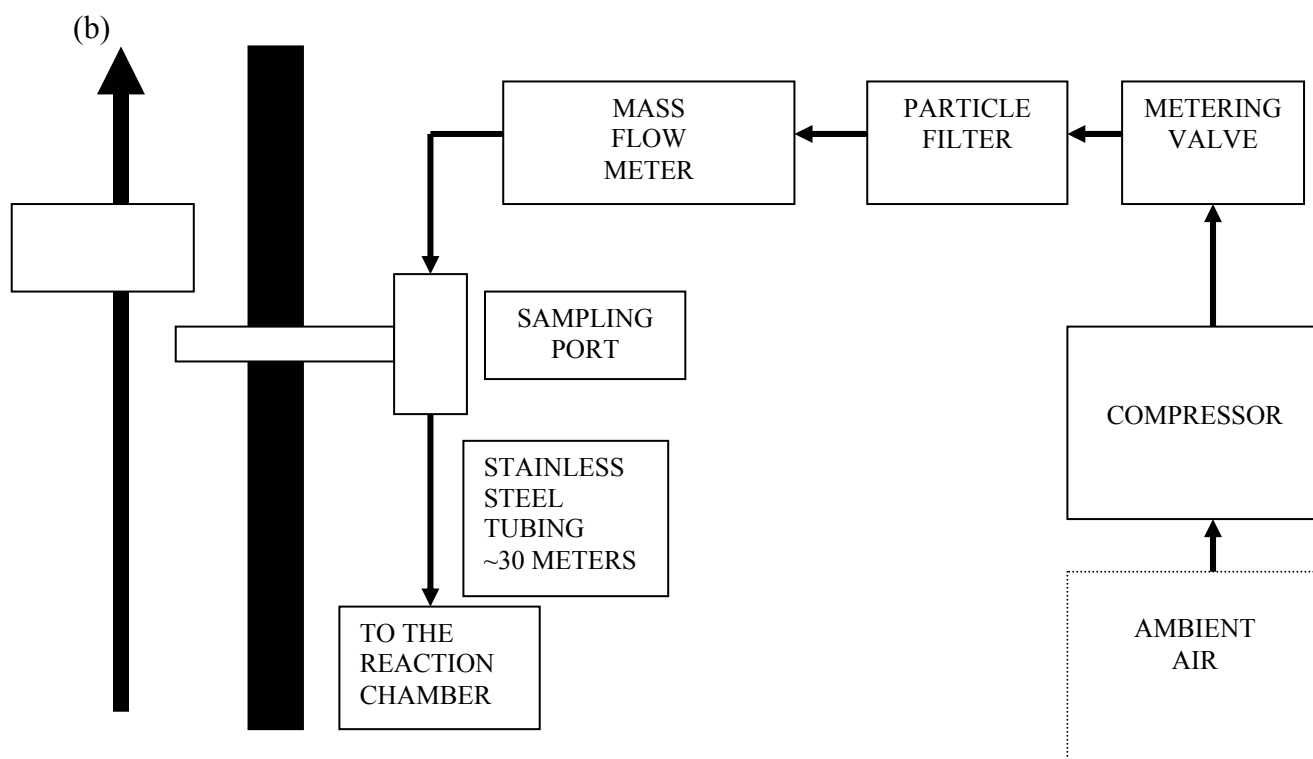 (b)
MASS
FLOW
METER
PARTICLE
FILTER
METERING
VALVE
SAMPLING
PORT
COMPRESSOR
STAINLESS
STEEL
TUBING
~30 METERS
TO THE
REACTION
CHAMBER
AMBIENT
AIR